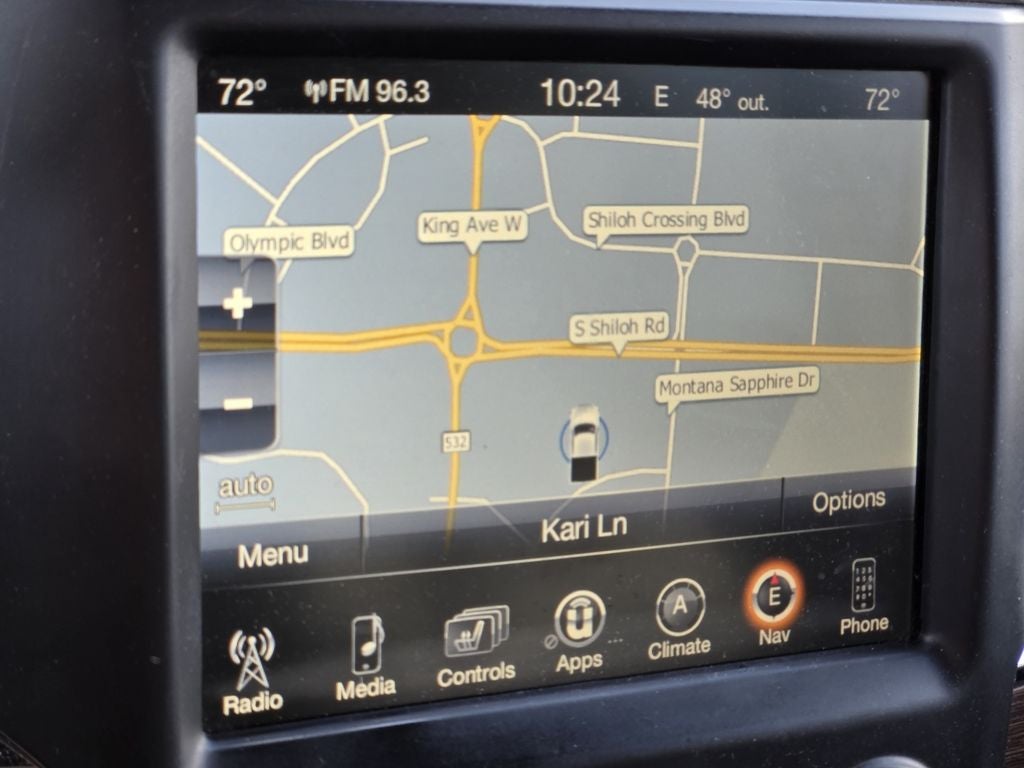 72° FM 96.3 10:24 E 48° out. 72°
King Ave W
Shiloh Crossing Blvd
Olympic Blvd
+
S Shiloh Rd
Montana Sapphire Dr
−
532
auto
Menu
Kari Ln
Options
Radio
Media
Controls
Apps
A
Climate
E
Nav
Phone